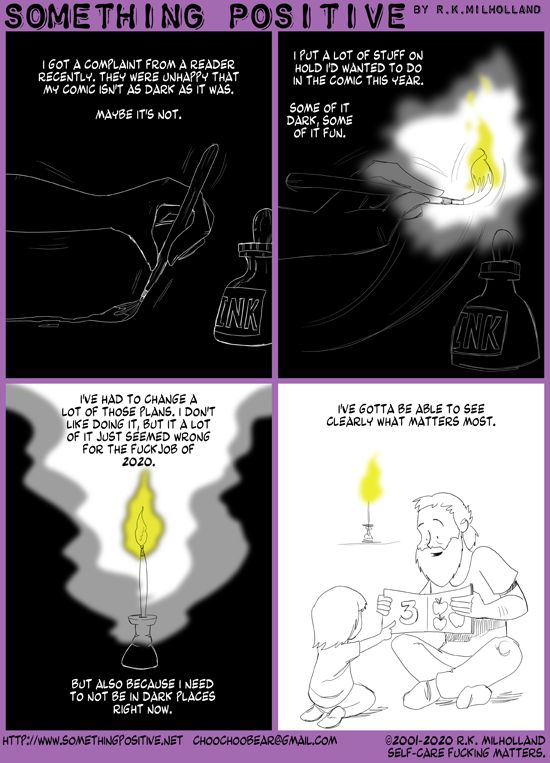 SOMETHING POSITIVE BY R.K.MILHOLLAND
I GOT A COMPLAINT FROM A READER
RECENTLY. THEY WERE UNHAPPY THAT
MY COMIC ISN'T AS DARK AS IT WAS.
MAYBE IT'S NOT.
INK
I PUT A LOT OF STUFF ON
HOLD I'D WANTED TO DO
IN THE COMIC THIS YEAR.
SOME OF IT
DARK, SOME
OF IT FUN.
INK
I'VE HAD TO CHANGE A
LOT OF THOSE PLANS. I DON'T
LIKE DOING IT, BUT IT A LOT
OF IT JUST SEEMED WRONG
FOR THE FUCKJOB OF
2020.
BUT ALSO BECAUSE I NEED
TO NOT BE IN DARK PLACES
RIGHT NOW.
I'VE GOTTA BE ABLE TO SEE
CLEARLY WHAT MATTERS MOST.
3
HTTP://WWW.SOMETHINGPOSITIVE.NET CHOOCHOOBEAR@GMAIL.COM
©2001-2020 R.K. MILHOLLAND
SELF-CARE FUCKING MATTERS.